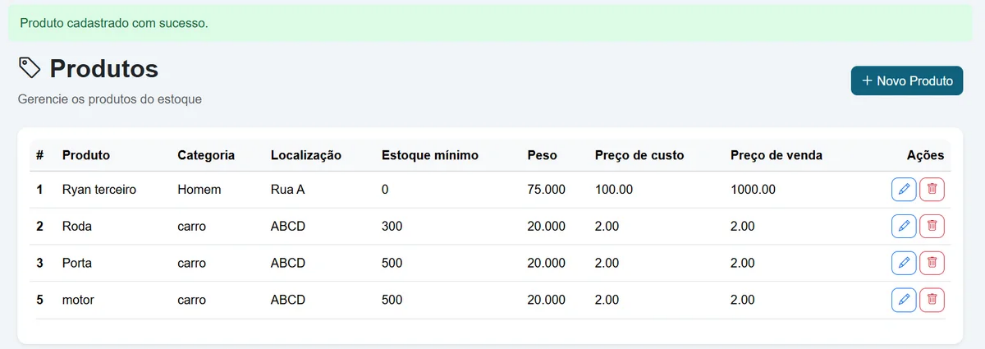 Produto cadastrado com sucesso.
Produtos
+ Novo Produto
Gerencie os produtos do estoque
# Produto Categoria Localização Estoque mínimo Peso Preço de custo Preço de venda Ações
1 Ryan terceiro Homem Rua A 0 75.000 100.00 1000.00
2 Roda carro ABCD 300 20.000 2.00 2.00
3 Porta carro ABCD 500 20.000 2.00 2.00
5 motor carro ABCD 500 20.000 2.00 2.00